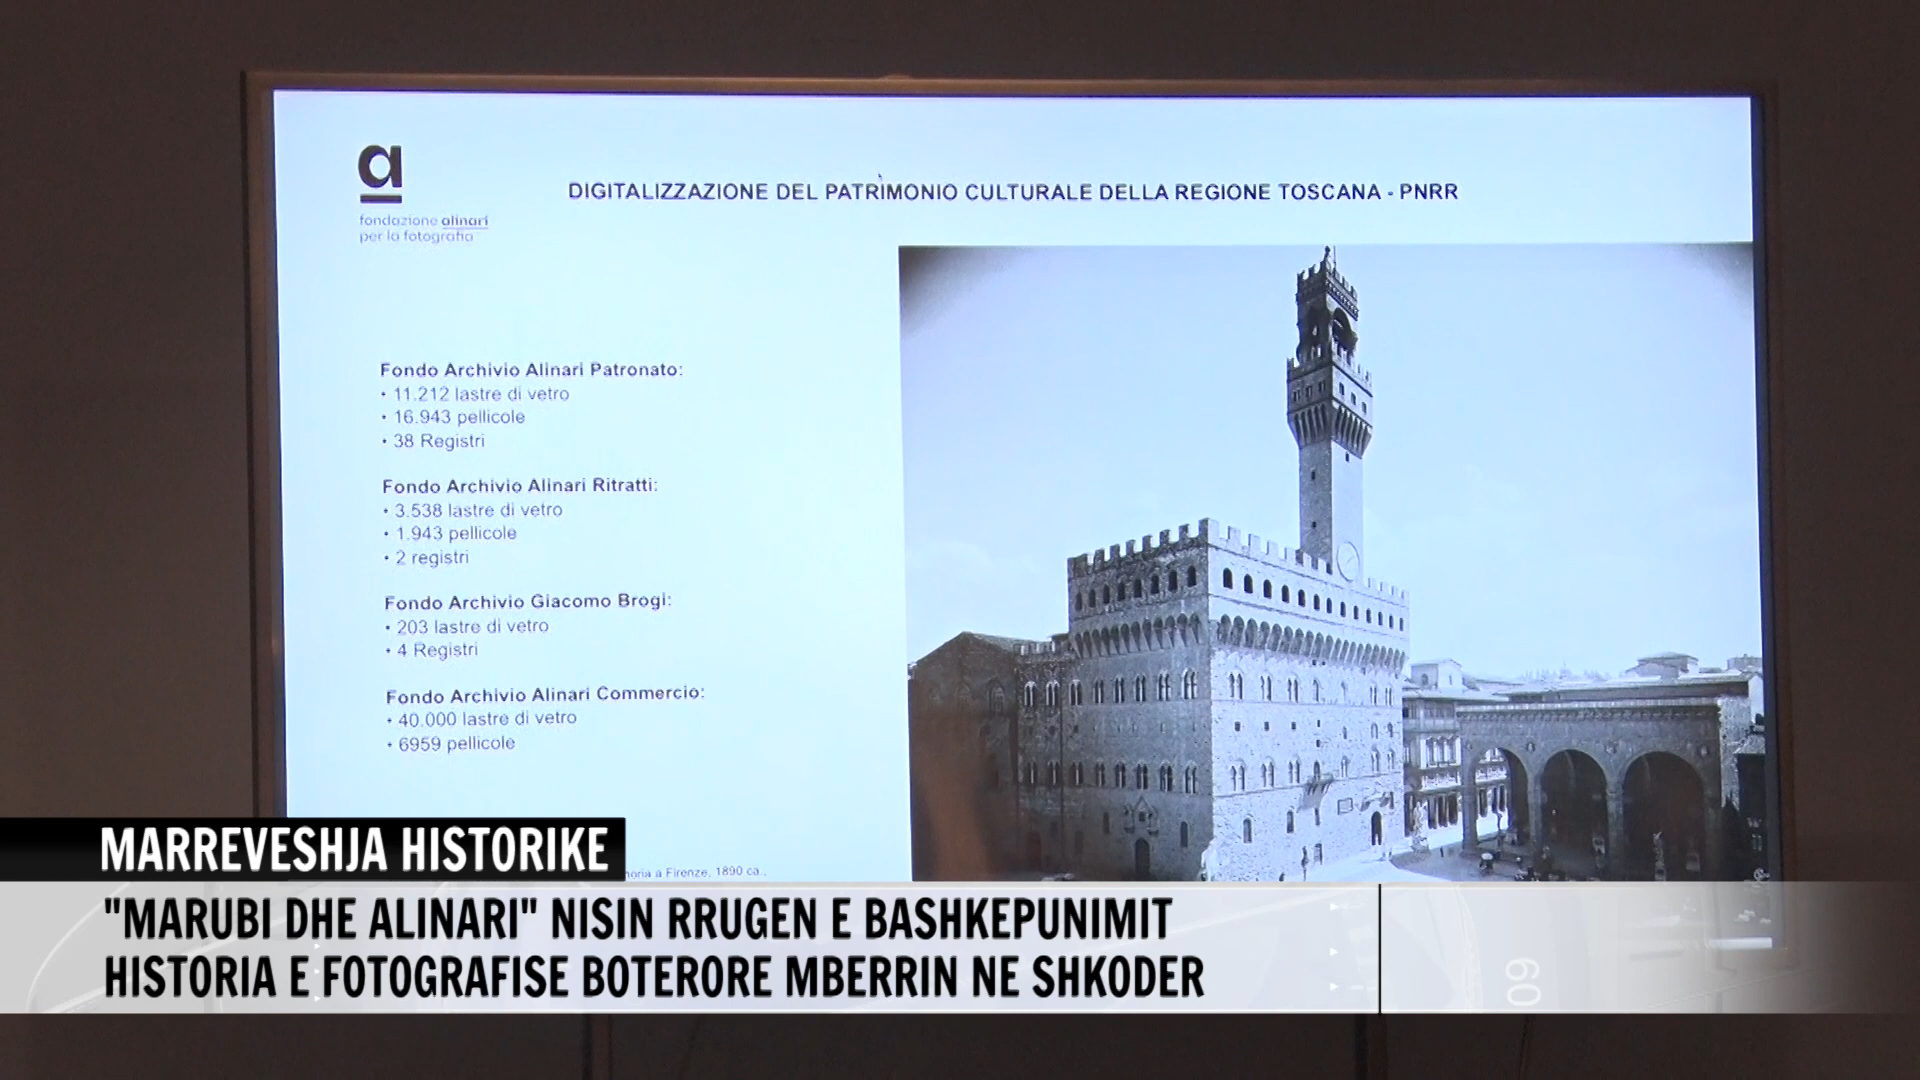 a
fondazione alinari
per la fotografia
DIGITALIZZAZIONE DEL PATRIMONIO CULTURALE DELLA REGIONE TOSCANA - PNRR
Fondo Archivio Alinari Patronato:
• 11.212 lastre di vetro
• 16.943 pellicole
• 38 Registri
Fondo Archivio Alinari Ritratti:
• 3.538 lastre di vetro
• 1.943 pellicole
• 2 registri
Fondo Archivio Giacomo Brogi:
• 203 lastre di vetro
• 4 Registri
Fondo Archivio Alinari Commercio:
• 40.000 lastre di vetro
• 6959 pellicole
a Firenze, 1890 ca.,
MARREVESHJA HISTORIKE
"MARUBI DHE ALINARI" NISIN RRUGEN E BASHKEPUNIMIT
HISTORIA E FOTOGRAFISE BOTERORE MBERRIN NE SHKODER
09